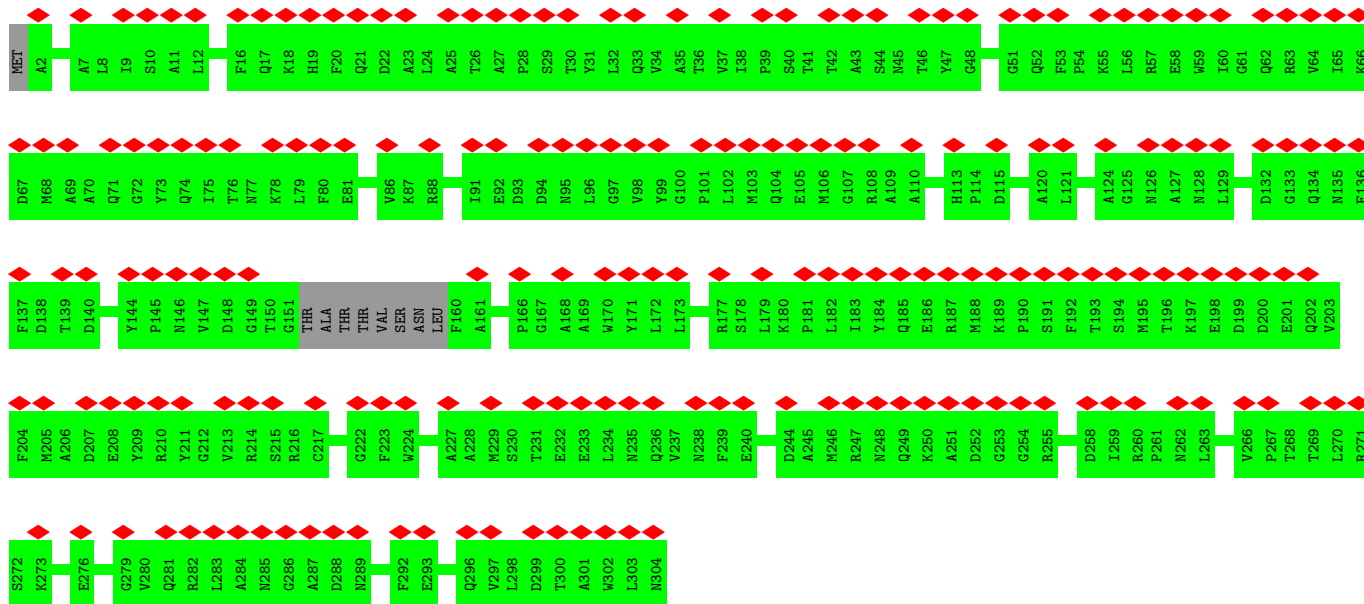 MET A2 A7 L8 I9 S10 A11 L12 F16 Q17 K18 H19 F20 Q21 D22 A23 L24 A25 T26 A27 P28 S29 T30 Y31 L32 Q33 V34 A35 T36 V37 I38 P39 S40 T41 T42 A43 S44 N45 T46 Y47 G48 G51 Q52 F53 P54 K55 L56 R57 E58 W59 I60 G61 Q62 R63 V64 I65 K66
D67 M68 A69 A70 Q71 G72 Y73 Q74 I75 T76 N77 K78 L79 F80 E81 V86 K87 R88 I91 E92 D93 D94 N95 L96 G97 V98 Y99 G100 P101 L102 M103 Q104 E105 M106 G107 R108 A109 A110 H113 P114 D115 A120 L121 A124 G125 N126 A127 N128 L129 D132 G133 Q134 N135 F136
F137 D138 T139 D140 Y144 P145 N146 V147 D148 G149 T150 G151 THR ALA THR THR VAL SER ASN LEU F160 A161 P166 G167 A168 A169 W170 Y171 L172 L173 R177 S178 L179 K180 P181 L182 I183 Y184 Q185 E186 R187 M188 K189 P190 S191 F192 T193 S194 M195 T196 K197 E198 D199 D200 E201 Q202 V203
F204 M205 A206 D207 E208 Y209 R210 Y211 G212 V213 R214 S215 R216 C217 G222 F223 W224 A227 A228 M229 S230 T231 E232 E233 L234 N235 Q236 V237 N238 F239 E240 D244 A245 M246 R247 N248 Q249 K250 A251 D252 G253 G254 R255 D258 I259 R260 P261 N262 L263 V266 P267 T268 T269 L270 R271
S272 K273 E276 G279 V280 Q281 R282 L283 A284 N285 G286 A287 D288 N289 F292 E293 Q296 V297 L298 D299 T300 A301 W302 L303 N304